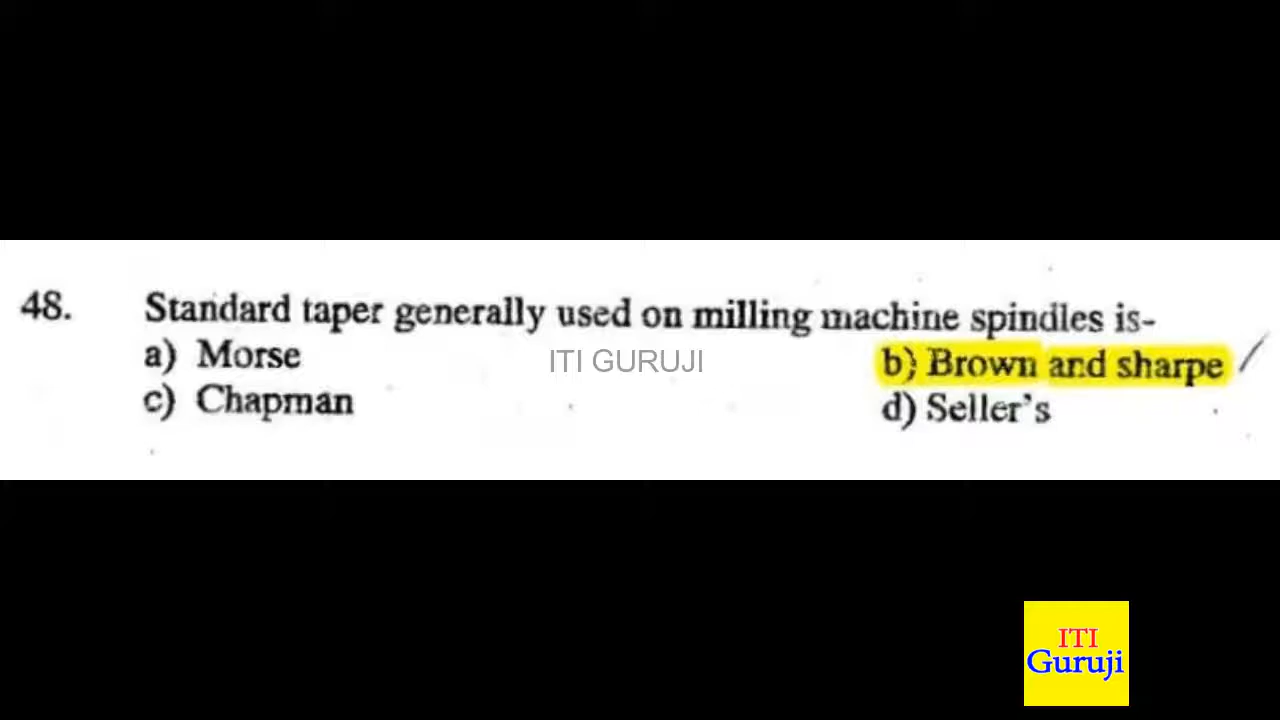 48. Standard taper generally used on milling machine spindles is-
a) Morse b) Brown and sharpe
c) Chapman d) Seller's
ITI GURUJI
ITI
Guruji